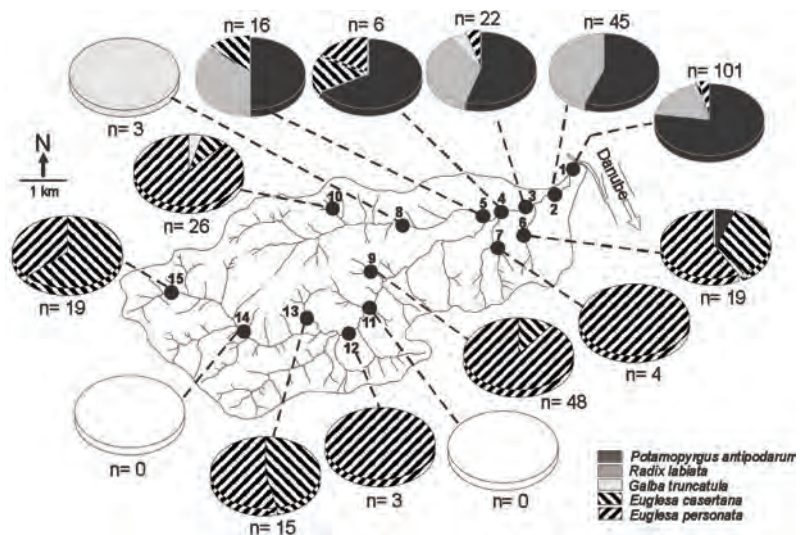 n= 16
n= 6
n= 22
n= 45
n= 101
n= 3
N
1 km
Danube
n= 26
n= 19
n= 19
n= 4
n= 48
n= 0
n= 15
n= 3
n= 0
1
2
3
4
5
6
7
8
9
10
11
12
13
14
15
Potamopyrgus antipodarum
Radix labiata
Galba truncatula
Euglesa casertana
Euglesa personata